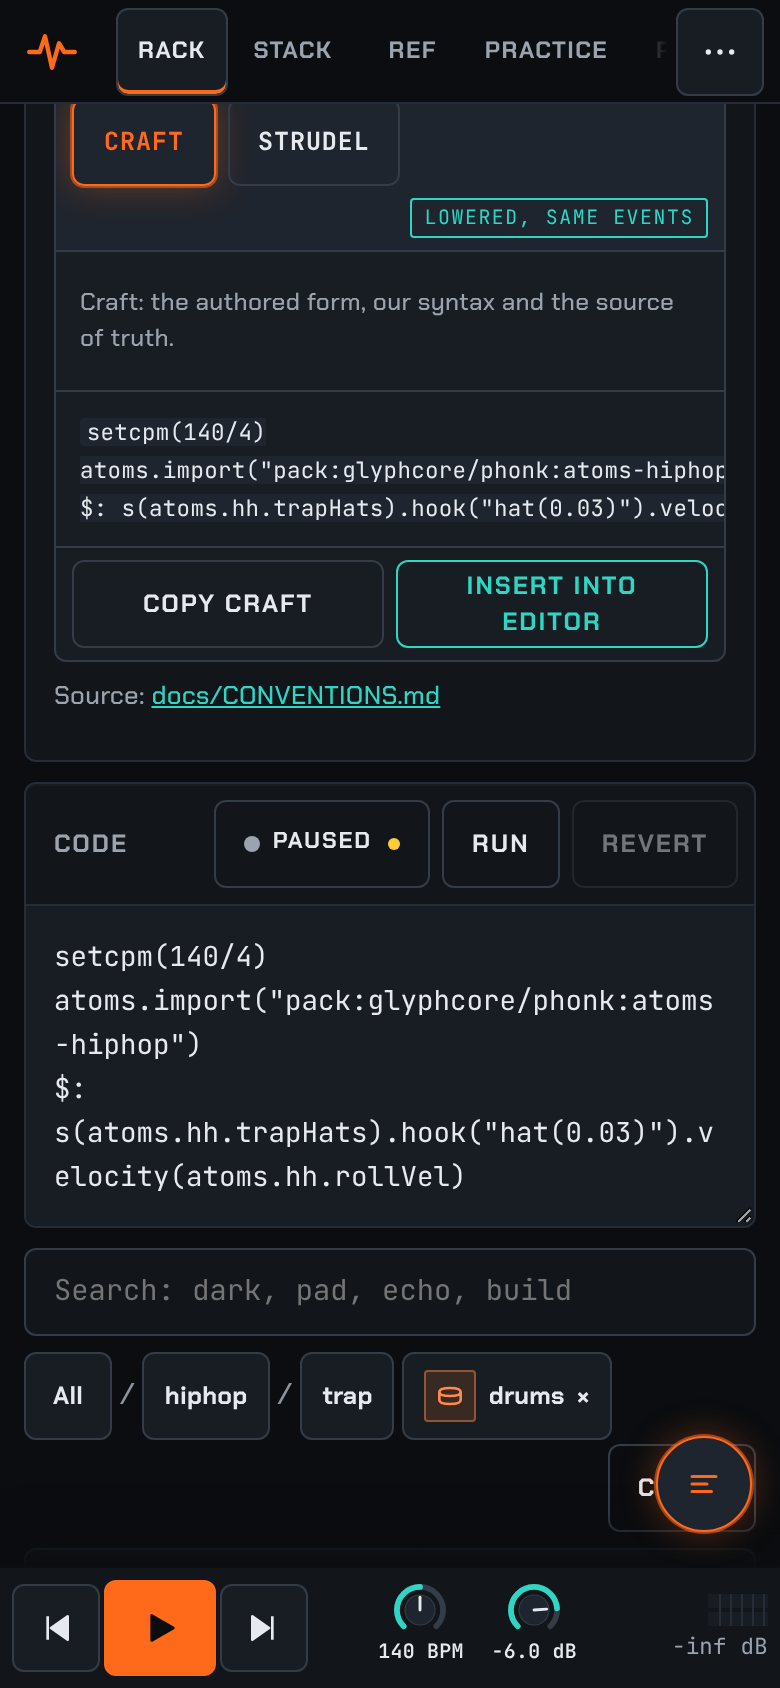 RACK STACK REF PRACTICE ...
CRAFT STRUDEL
LOWERED, SAME EVENTS
Craft: the authored form, our syntax and the source
of truth.
setcpm(140/4)
atoms.import("pack:glyphcore/phonk:atoms-hiphop
$: s(atoms.hh.trapHats).hook("hat(0.03)").veloc
COPY CRAFT
INSERT INTO
EDITOR
Source: docs/CONVENTIONS.md
CODE PAUSED RUN REVERT
setcpm(140/4)
atoms.import("pack:glyphcore/phonk:atoms
-hiphop")
$:
s(atoms.hh.trapHats).hook("hat(0.03)").v
elocity(atoms.hh.rollVel)
Search: dark, pad, echo, build
All / hiphop / trap drums ×
140 BPM -6.0 dB -inf dB